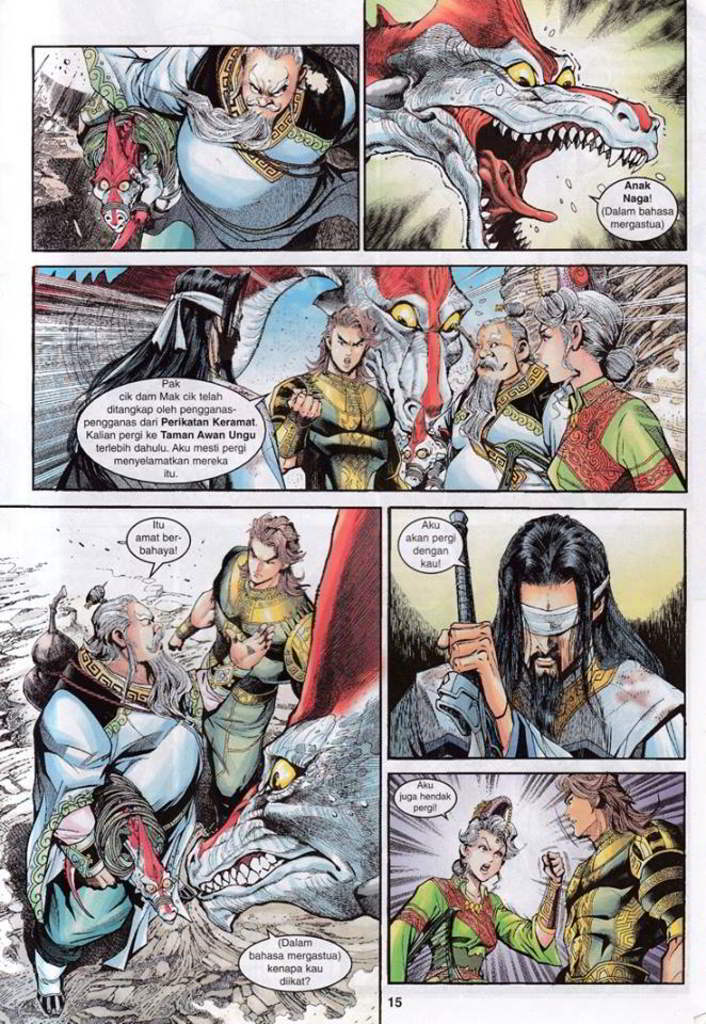 Anak
Naga!
(Dalam bahasa
mergastua)
Pak
cik dam Mak cik
telah
ditangkap oleh pengganas-
pengganas dari Perikatan Keramat.
Kalian pergi ke Taman Awan Ungu
terlebih dahulu. Aku mesti pergi
menyelamatkan mereka
itu.
Itu
amat ber-
bahaya!
(Dalam
bahasa mergastua)
kenapa kau
diikat?
Aku
akan pergi
dengan
kau!
Aku
juga hendak
pergi!
15